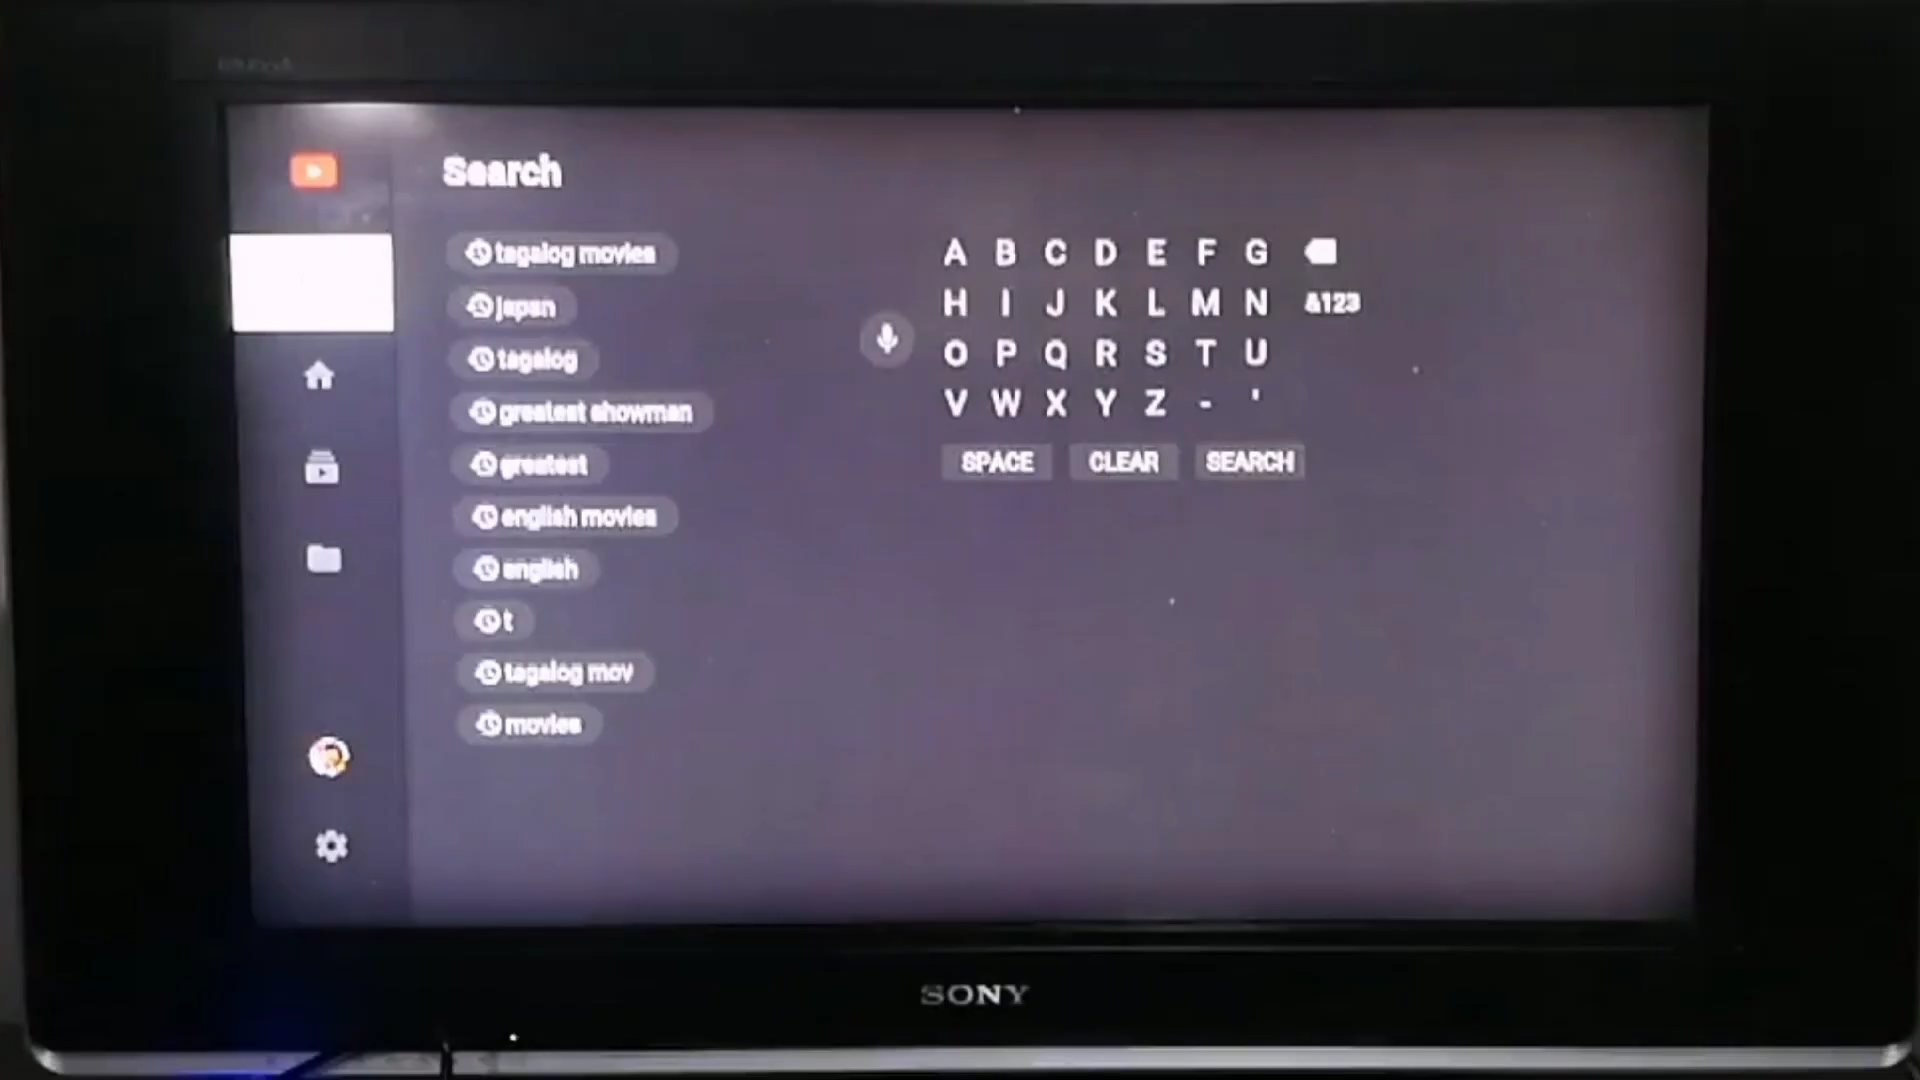 BRAVIA
Search
tagalog movies
japan
tagalog
greatest showman
greatest
english movies
english
t
tagalog mov
movies
A B C D E F G
H I J K L M N &123
O P Q R S T U
V W X Y Z - '
SPACE CLEAR SEARCH
SONY